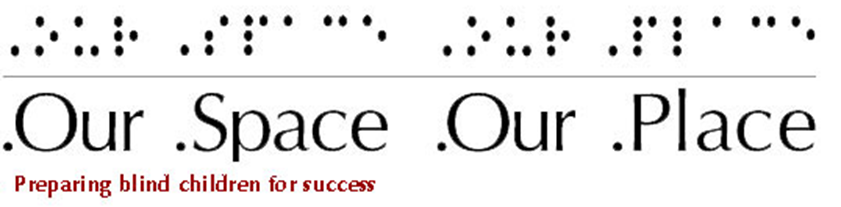 ⠠⠕⠥⠗ ⠠⠎⠏⠁⠉⠑ ⠠⠕⠥⠗ ⠠⠏⠇⠁⠉⠑
.Our .Space .Our .Place
Preparing blind children for success